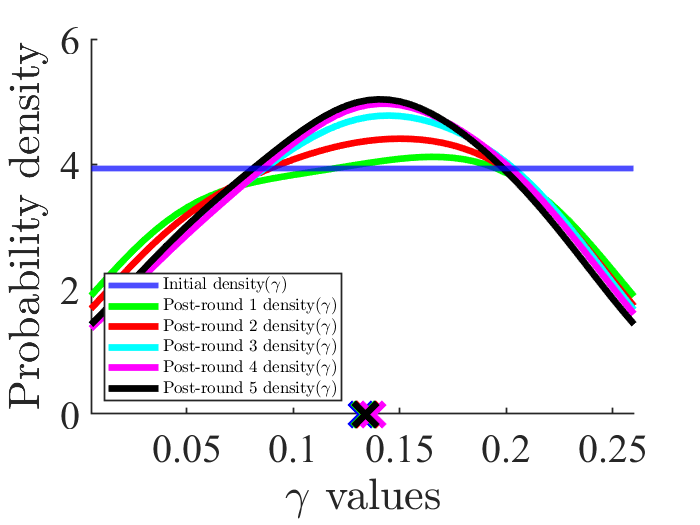 6
4
2
0
Probability density
Initial density(γ)
Post-round 1 density(γ)
Post-round 2 density(γ)
Post-round 3 density(γ)
Post-round 4 density(γ)
Post-round 5 density(γ)
0.05 0.1 0.15 0.2 0.25
γ values